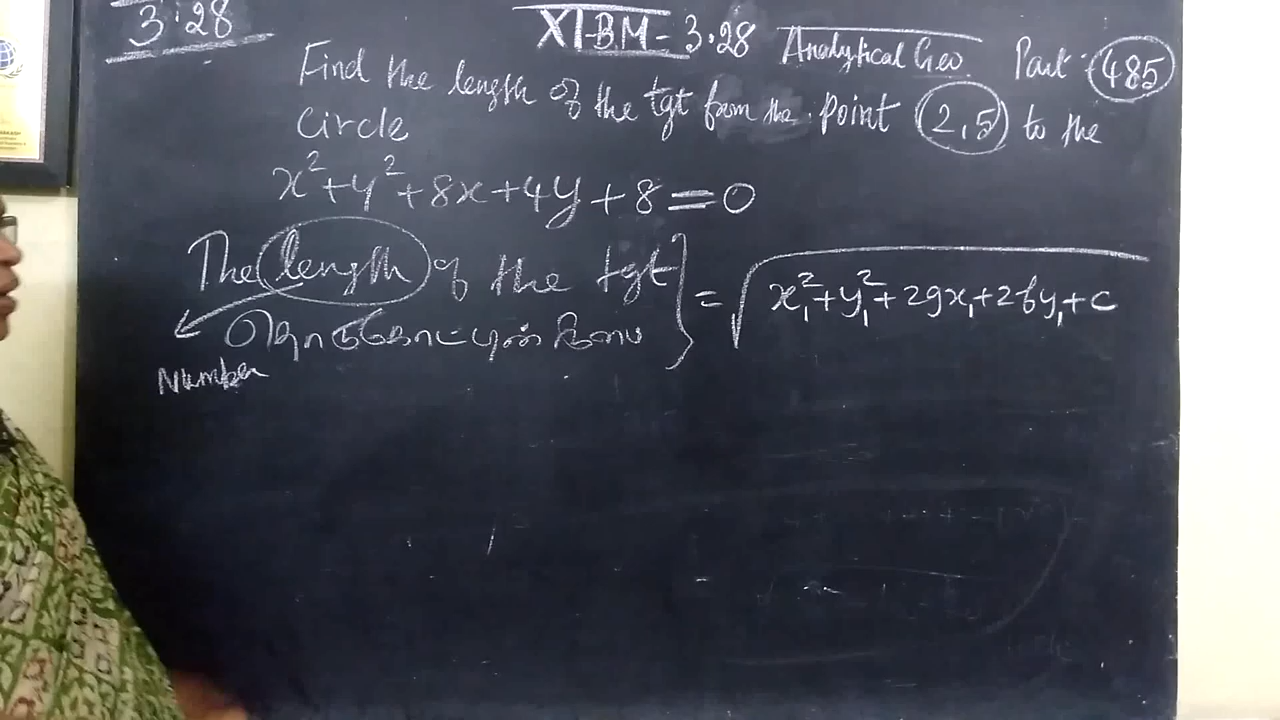 3.28
XI-BM-3.28 Analytical Geo. Part: 485
Find the length of the tgt from the point (2,5) to the
Circle
x²+y²+8x+4y+8=0
The length of the tgt } = √x₁²+y₁²+2gx₁+2fy₁+c
Number